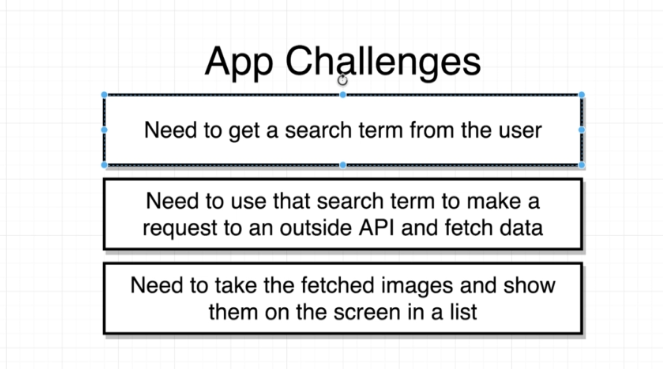 App Challenges
Need to get a search term from the user
Need to use that search term to make a
request to an outside API and fetch data
Need to take the fetched images and show
them on the screen in a list